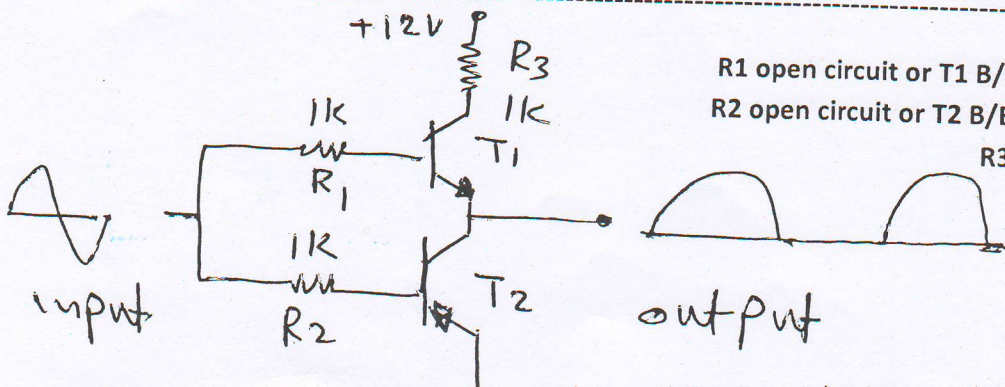 +12V
R3
1K
R1 open circuit or T1 B/
R2 open circuit or T2 B/E
R3
1K
R1
T1
1K
R2
T2
input
output